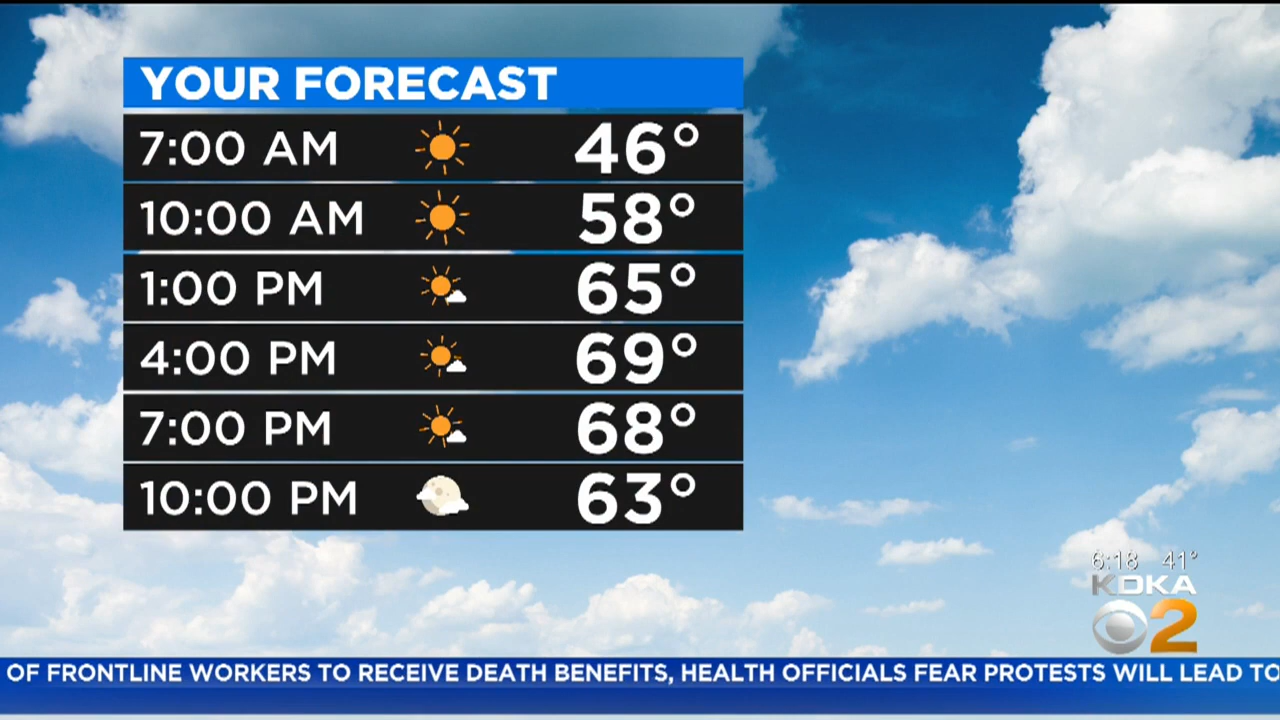 YOUR FORECAST
7:00 AM 46°
10:00 AM 58°
1:00 PM 65°
4:00 PM 69°
7:00 PM 68°
10:00 PM 63°
6:18 41°
KDKA
2
OF FRONTLINE WORKERS TO RECEIVE DEATH BENEFITS, HEALTH OFFICIALS FEAR PROTESTS WILL LEAD TO